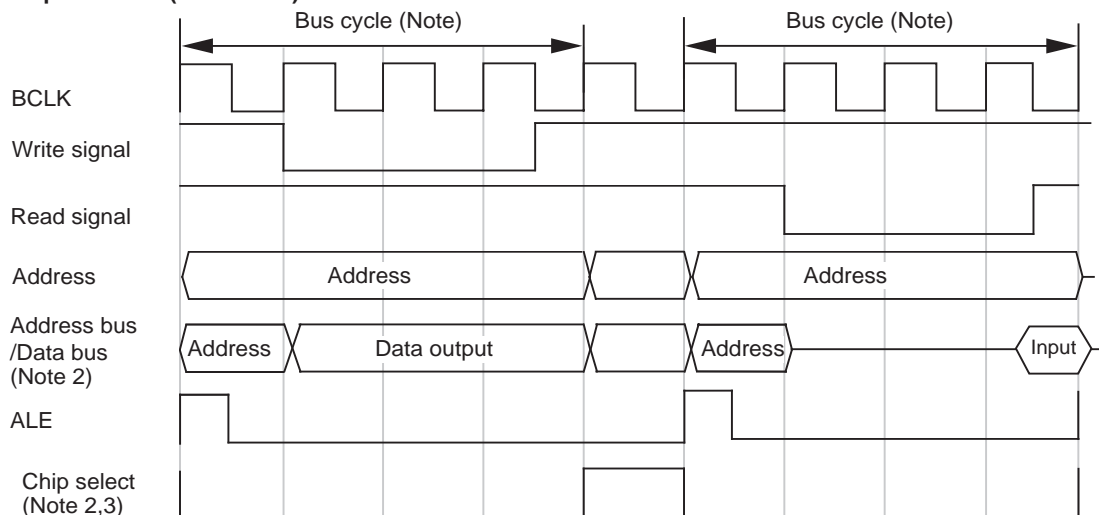 Bus cycle (Note)
Bus cycle (Note)
BCLK
Write signal
Read signal
Address
Address
Address
Address bus
/Data bus
(Note 2)
Address
Data output
Address
Input
ALE
Chip select
(Note 2,3)